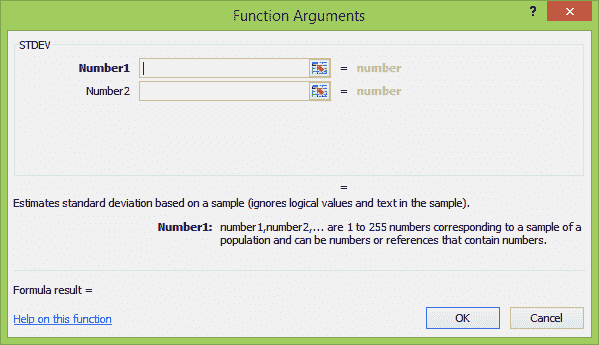 Function Arguments ? ×
STDEV
Number1 = number
Number2 = number
=
Estimates standard deviation based on a sample (ignores logical values and text in the sample).
Number1: number1,number2,... are 1 to 255 numbers corresponding to a sample of a
population and can be numbers or references that contain numbers.
Formula result =
Help on this function OK Cancel